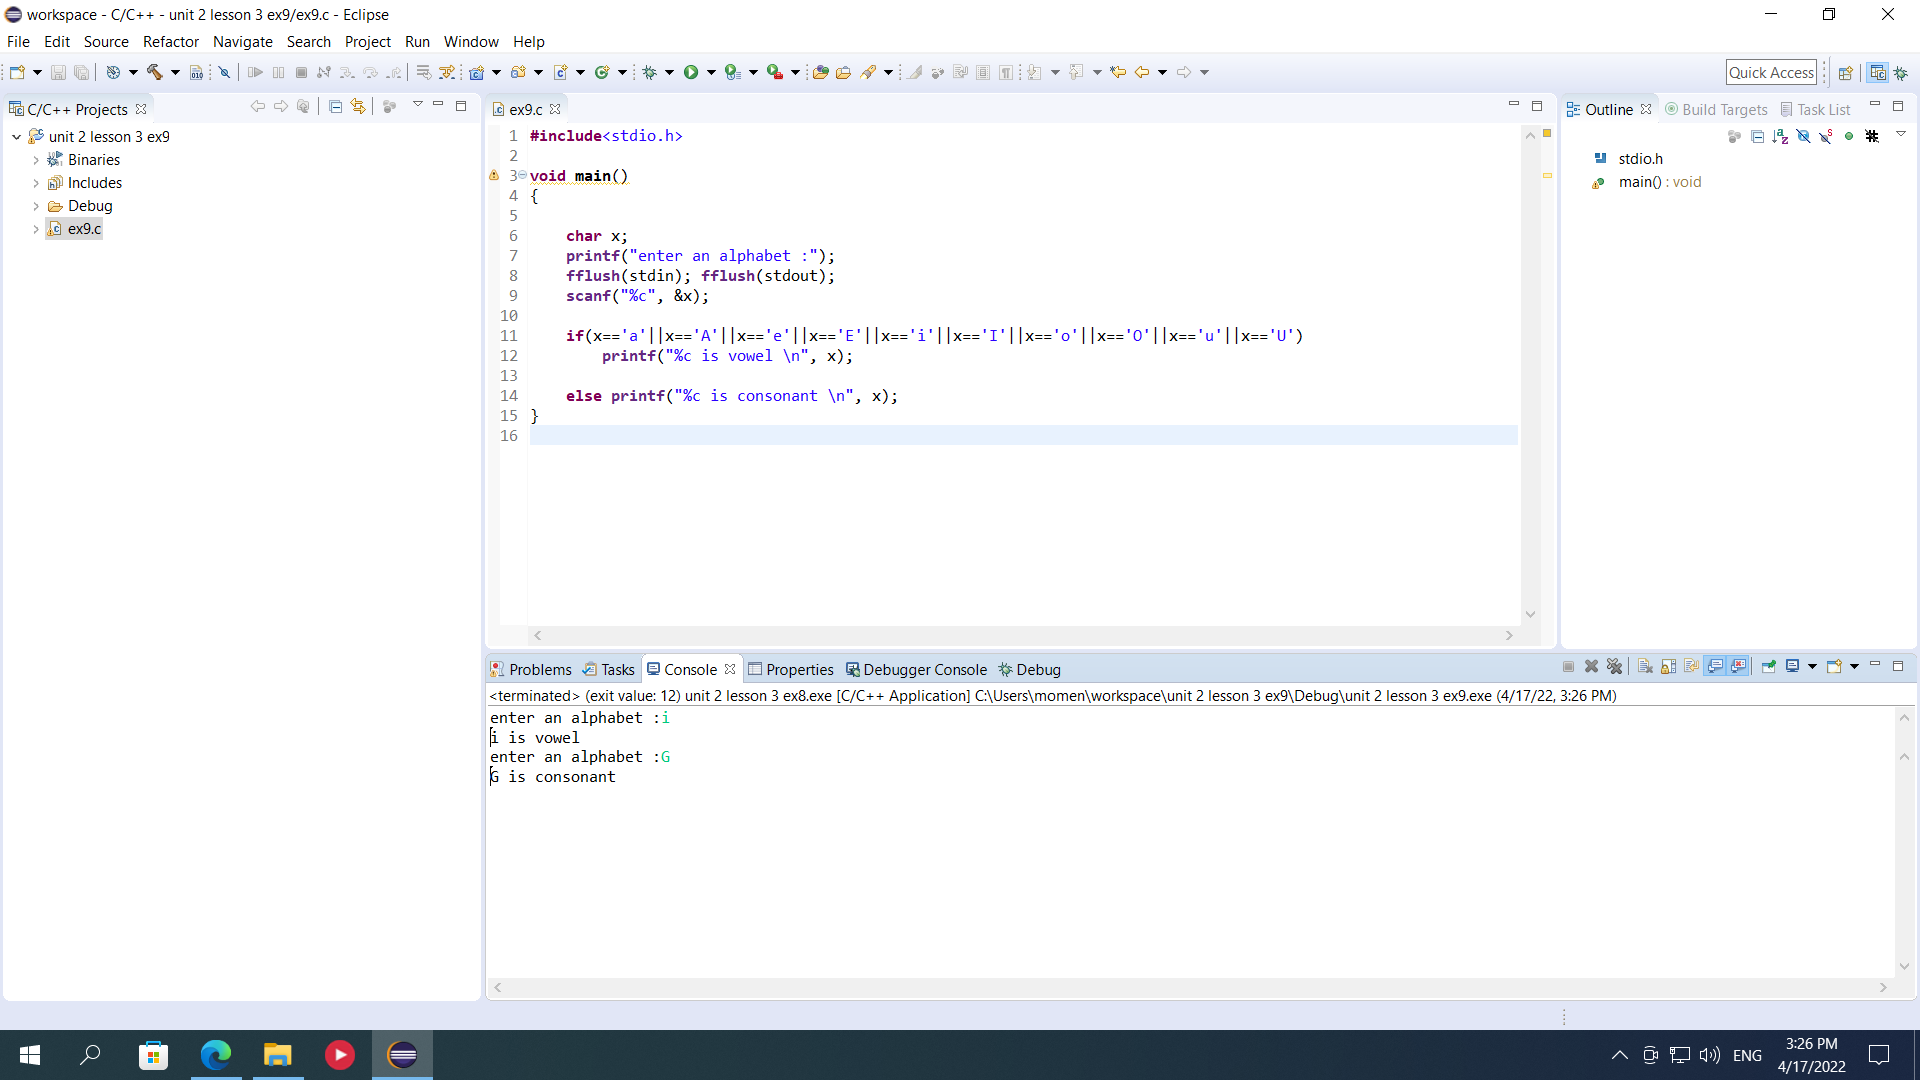 workspace - C/C++ - unit 2 lesson 3 ex9/ex9.c - Eclipse
File Edit Source Refactor Navigate Search Project Run Window Help
Quick Access
C/C++ Projects
unit 2 lesson 3 ex9
Binaries
Includes
Debug
ex9.c
ex9.c
1 #include<stdio.h>
2
3 void main()
4 {
5
6 char x;
7 printf("enter an alphabet :");
8 fflush(stdin); fflush(stdout);
9 scanf("%c", &x);
10
11 if(x=='a'||x=='A'||x=='e'||x=='E'||x=='i'||x=='I'||x=='o'||x=='O'||x=='u'||x=='U')
12 printf("%c is vowel \n", x);
13
14 else printf("%c is consonant \n", x);
15 }
16
Outline Build Targets Task List
stdio.h
main() : void
Problems Tasks Console Properties Debugger Console Debug
<terminated> (exit value: 12) unit 2 lesson 3 ex8.exe [C/C++ Application] C:\Users\momen\workspace\unit 2 lesson 3 ex9\Debug\unit 2 lesson 3 ex9.exe (4/17/22, 3:26 PM)
enter an alphabet :i
i is vowel
enter an alphabet :G
G is consonant
ENG
3:26 PM
4/17/2022